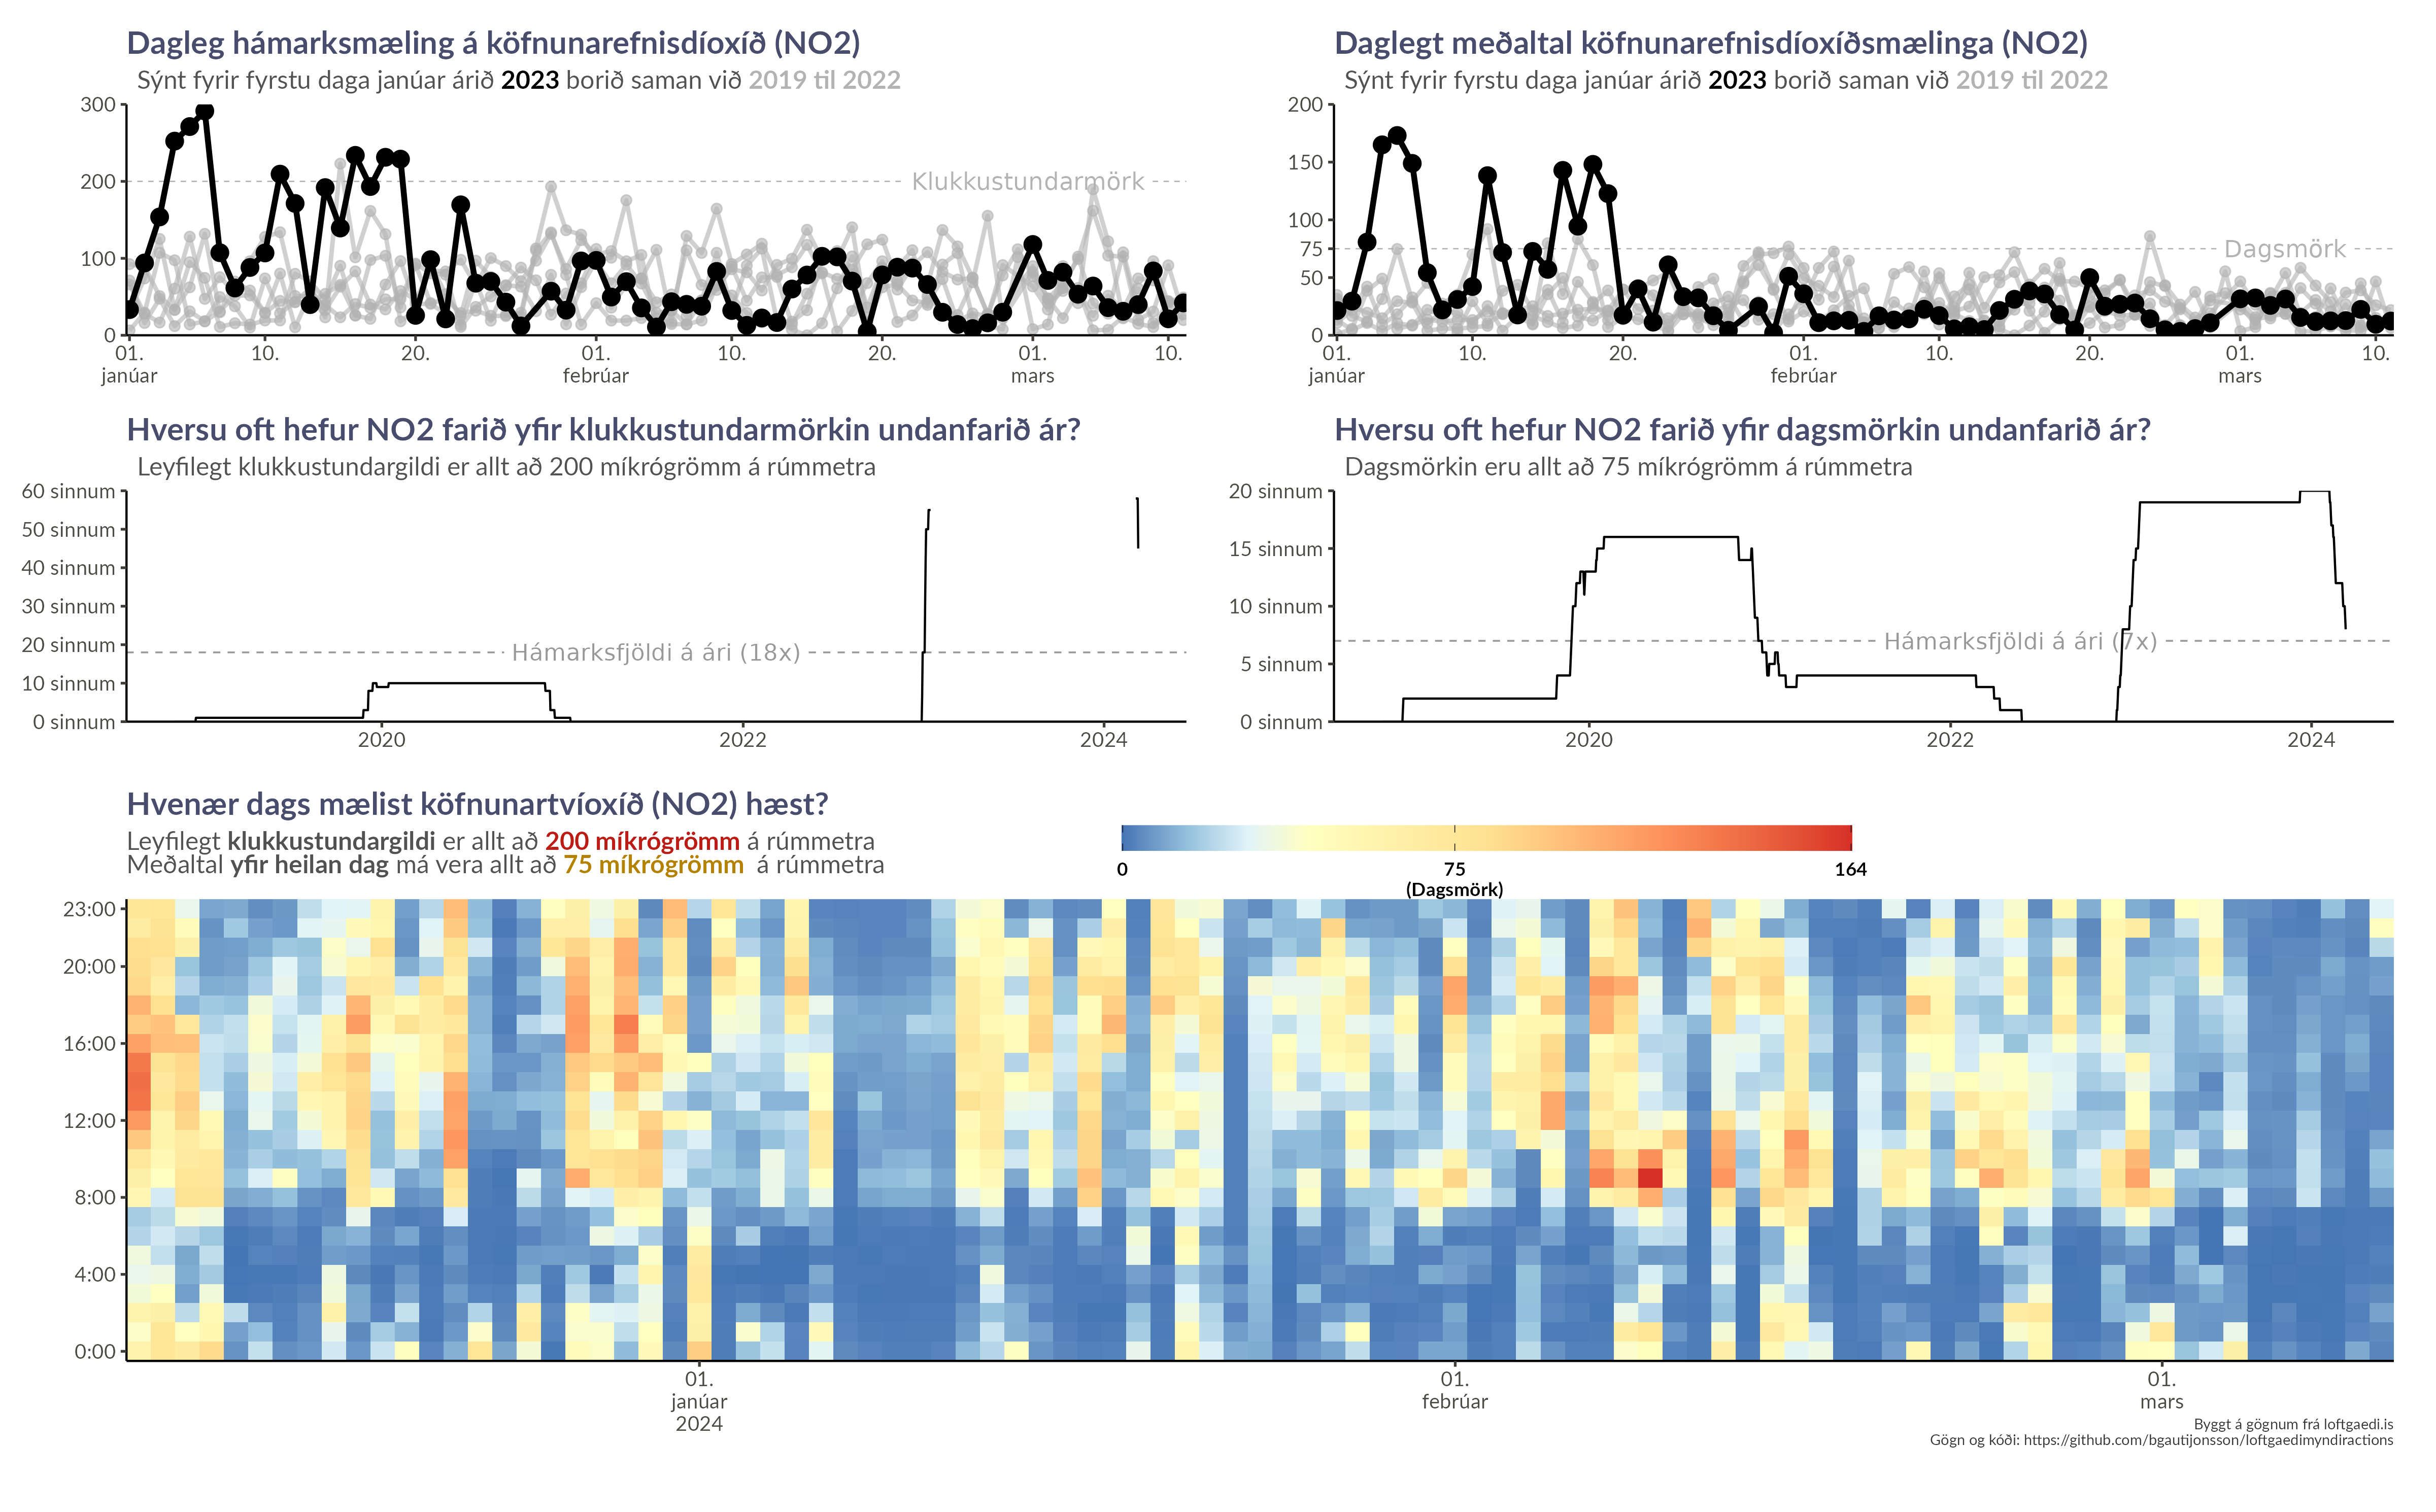 Dagleg hámarksmæling á köfnunarefnisdíoxíð (NO2)
Sýnt fyrir fyrstu daga janúar árið 2023 borið saman við 2019 til 2022
300
200
100
0
Klukkustundarmörk
01.
janúar
10.
20.
01.
febrúar
10.
20.
01.
mars
10.
Daglegt meðaltal köfnunarefnisdíoxíðsmælinga (NO2)
Sýnt fyrir fyrstu daga janúar árið 2023 borið saman við 2019 til 2022
200
150
100
75
50
0
Dagsmörk
01.
janúar
10.
20.
01.
febrúar
10.
20.
01.
mars
10.
Hversu oft hefur NO2 farið yfir klukkustundarmörkin undanfarið ár?
Leyfilegt klukkustundargildi er allt að 200 míkrógrömm á rúmmetra
60 sinnum
50 sinnum
40 sinnum
30 sinnum
20 sinnum
10 sinnum
0 sinnum
Hámarksfjöldi á ári (18x)
2020
2022
2024
Hversu oft hefur NO2 farið yfir dagsmörkin undanfarið ár?
Dagsmörkin eru allt að 75 míkrógrömm á rúmmetra
20 sinnum
15 sinnum
10 sinnum
5 sinnum
0 sinnum
Hámarksfjöldi á ári (7x)
2020
2022
2024
Hvenær dags mælist köfnunartvíoxíð (NO2) hæst?
Leyfilegt klukkustundargildi er allt að 200 míkrógrömm á rúmmetra
Meðaltal yfir heilan dag má vera allt að 75 míkrógrömm á rúmmetra
0
75
(Dagsmörk)
164
23:00
20:00
16:00
12:00
8:00
4:00
0:00
01.
janúar
2024
01.
febrúar
01.
mars
Byggt á gögnum frá loftgaedi.is
Gögn og kóði: https://github.com/bgautijonsson/loftgaedimyndiractions